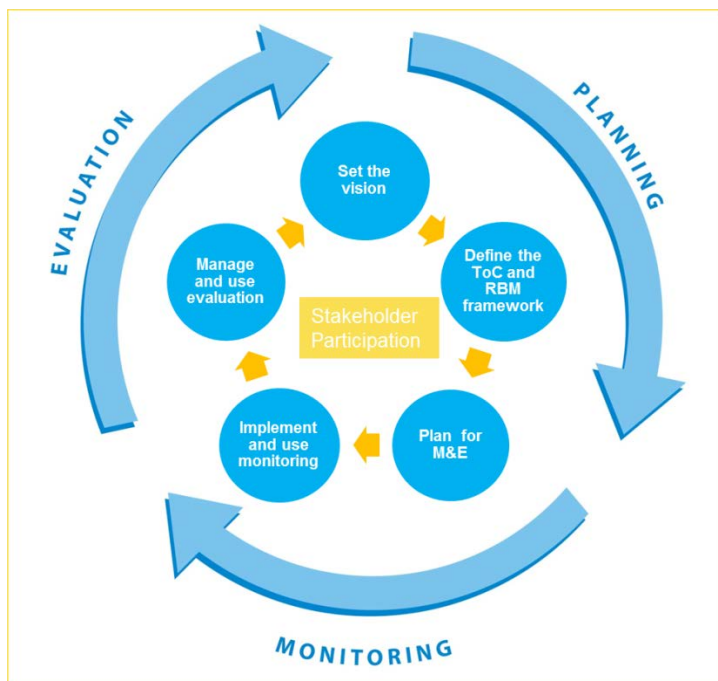 EVALUATION
PLANNING
Set the
vision
Manage
and use
evaluation
Define the
ToC and
RBM
framework
Stakeholder
Participation
Implement
and use
monitoring
Plan for
M&E
MONITORING